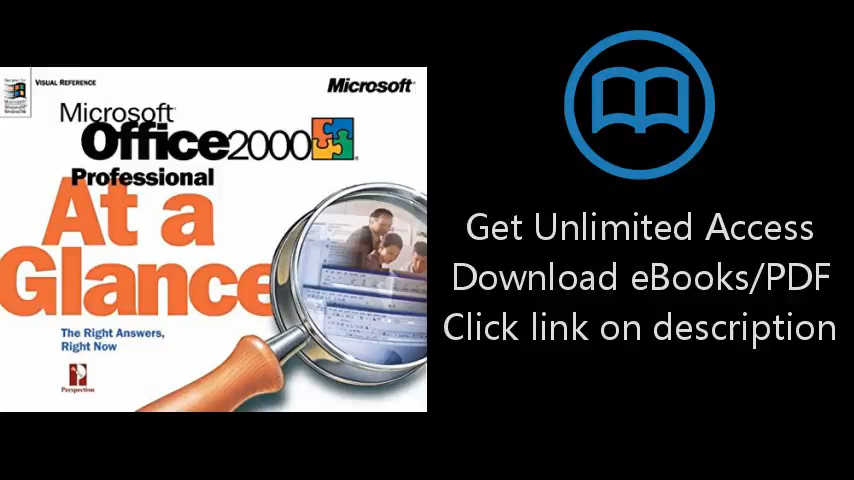 VISUAL REFERENCE
Microsoft
Microsoft
Office2000
Professional
At a
Glance
The Right Answers,
Right Now
Perspection
Get Unlimited Access
Download eBooks/PDF
Click link on description